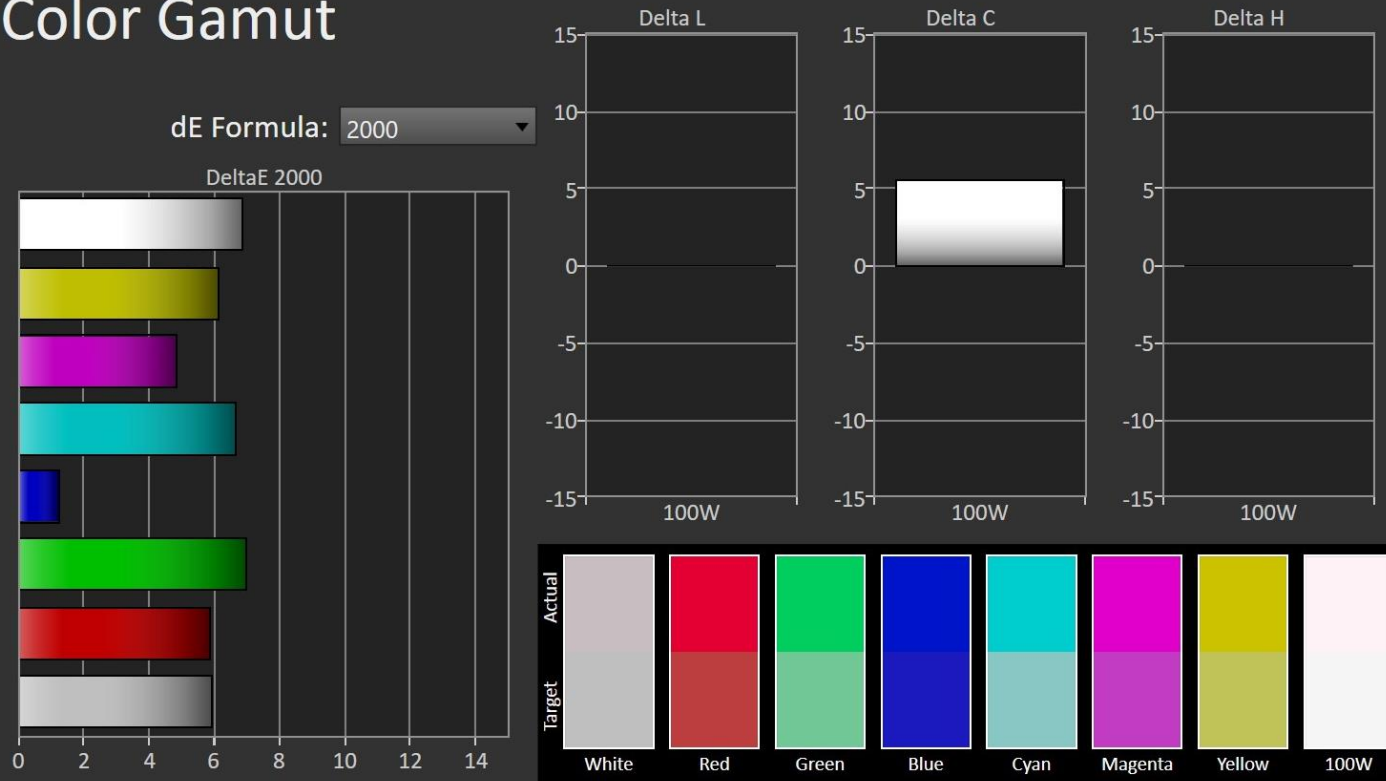 Color Gamut
dE Formula: 2000
DeltaE 2000
0 2 4 6 8 10 12 14
Delta L
15
10
5
0
-5
-10
-15
100W
Delta C
15
10
5
0
-5
-10
-15
100W
Delta H
15
10
5
0
-5
-10
-15
100W
Actual
Target
White Red Green Blue Cyan Magenta Yellow 100W